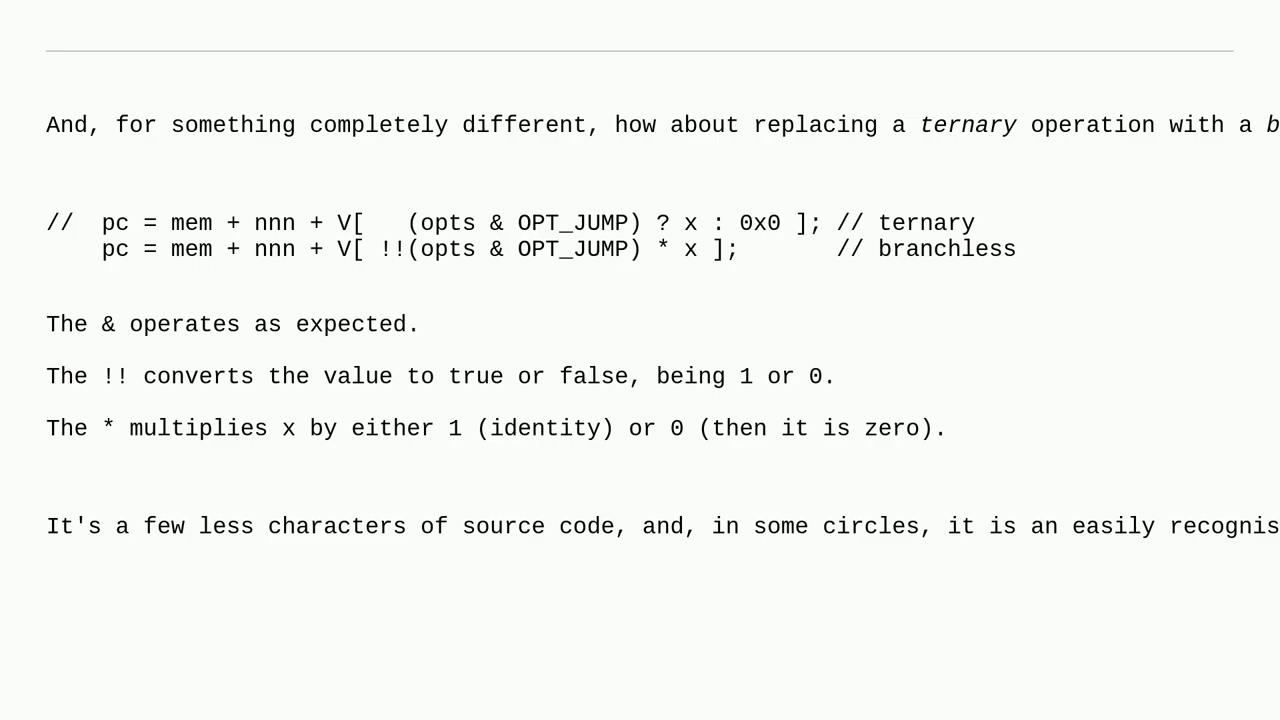 And, for something completely different, how about replacing a ternary operation with a
//  pc = mem + nnn + V[   (opts & OPT_JUMP) ? x : 0x0 ]; // ternary
    pc = mem + nnn + V[ !!(opts & OPT_JUMP) * x ];       // branchless
The & operates as expected.
The !! converts the value to true or false, being 1 or 0.
The * multiplies x by either 1 (identity) or 0 (then it is zero).
It's a few less characters of source code, and, in some circles, it is an easily